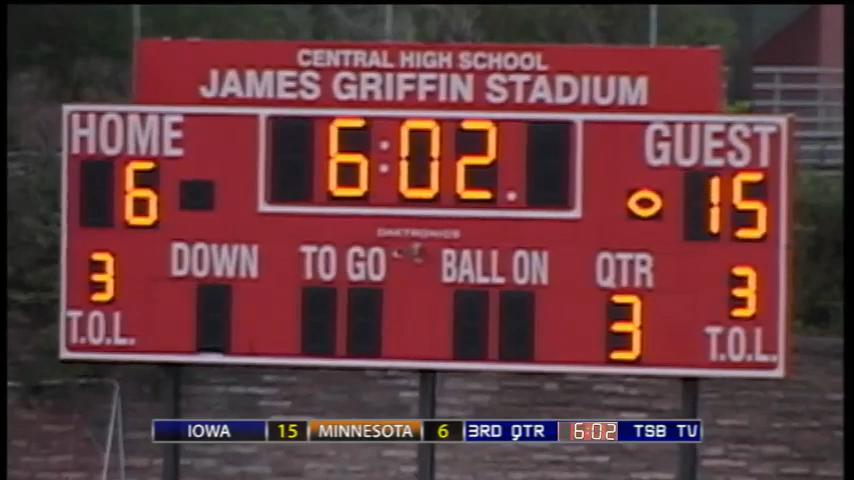 CENTRAL HIGH SCHOOL
JAMES GRIFFIN STADIUM
HOME 6:02 GUEST
6 15
DAKTRONICS
DOWN TO GO BALL ON QTR
3 3 3
T.O.L. T.O.L.
IOWA 15 MINNESOTA 6 3RD QTR 6:02 TSB TV